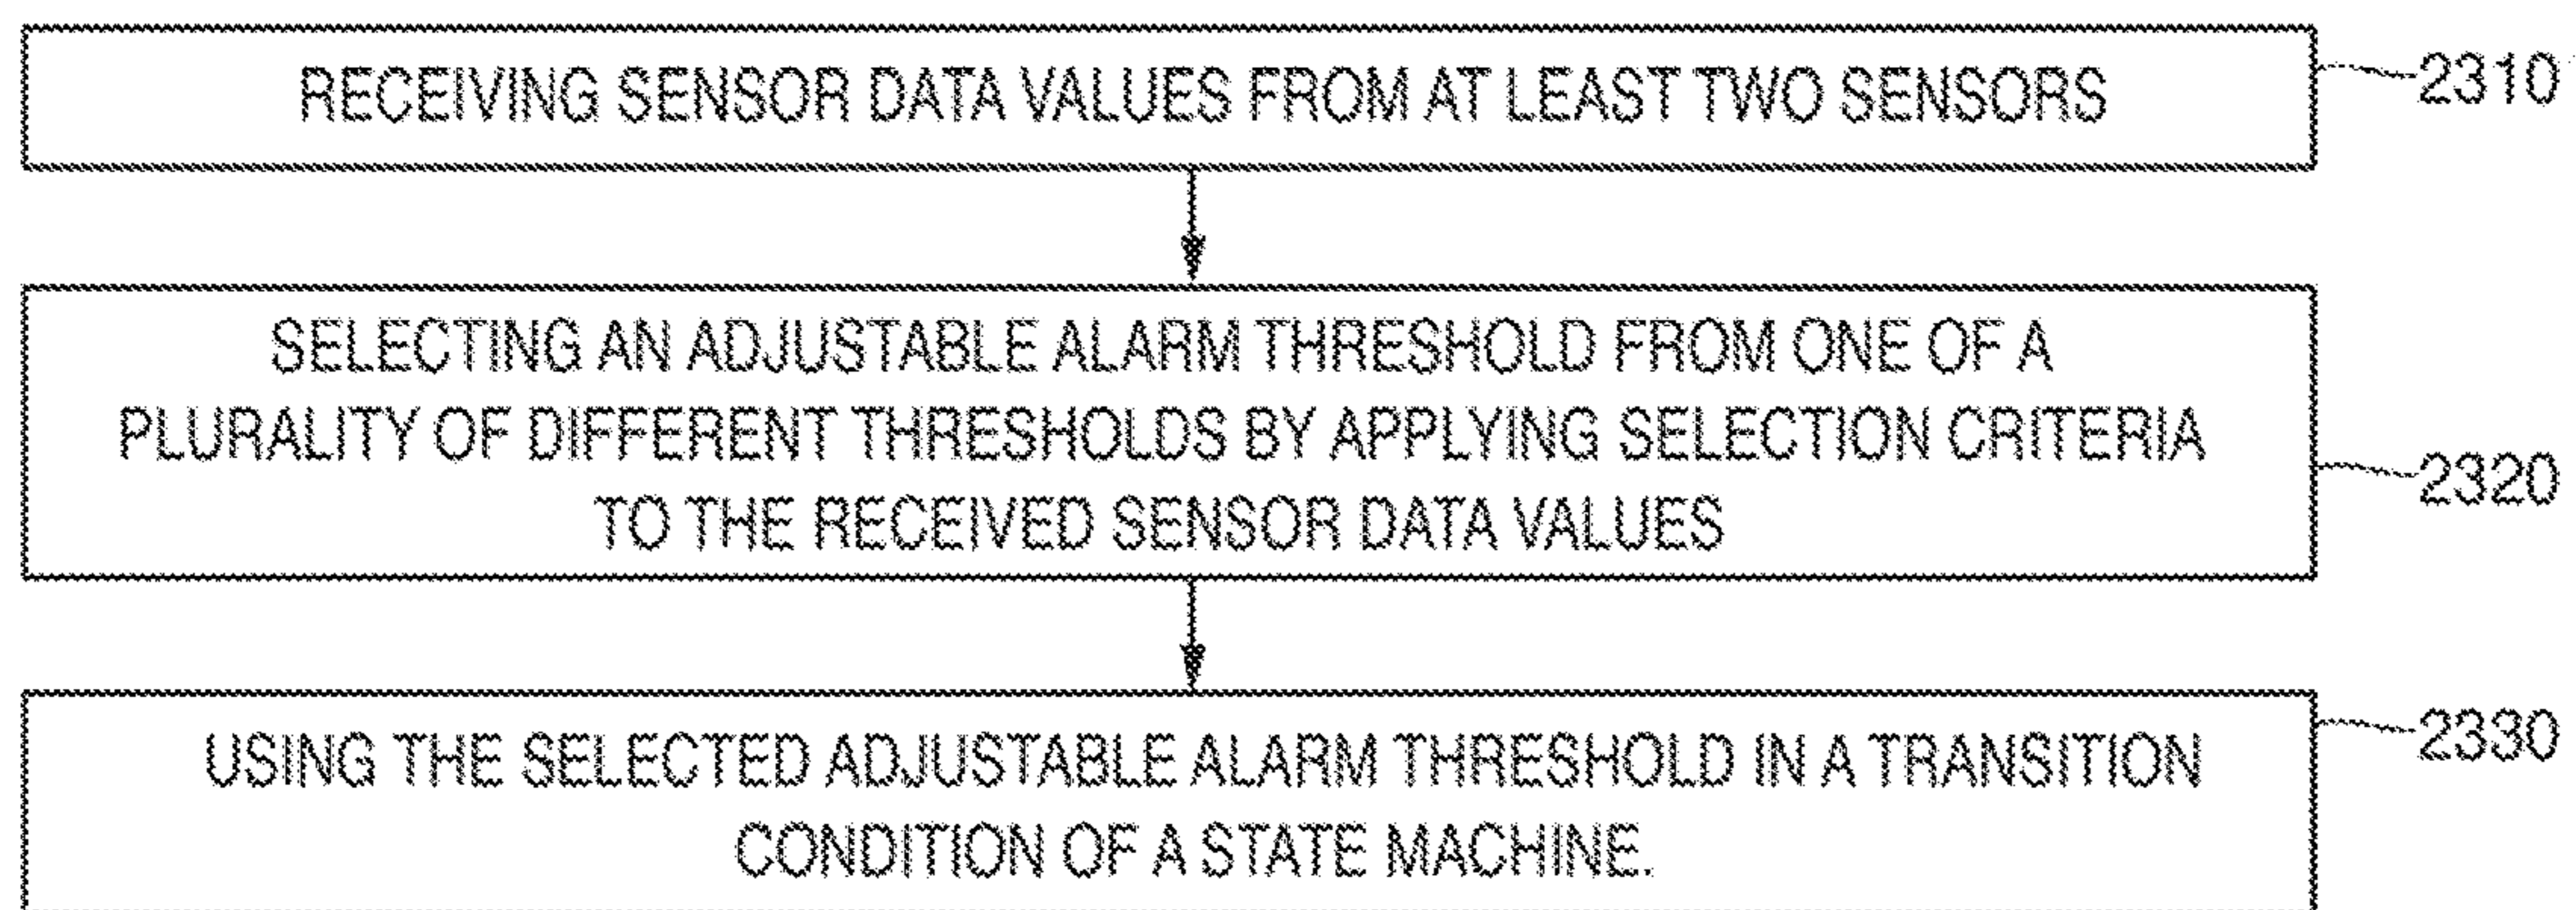 RECEIVING SENSOR DATA VALUES FROM AT LEAST TWO SENSORS
2310
SELECTING AN ADJUSTABLE ALARM THRESHOLD FROM ONE OF A
PLURALITY OF DIFFERENT THRESHOLDS BY APPLYING SELECTION CRITERIA
TO THE RECEIVED SENSOR DATA VALUES
2320
USING THE SELECTED ADJUSTABLE ALARM THRESHOLD IN A TRANSITION
CONDITION OF A STATE MACHINE.
2330